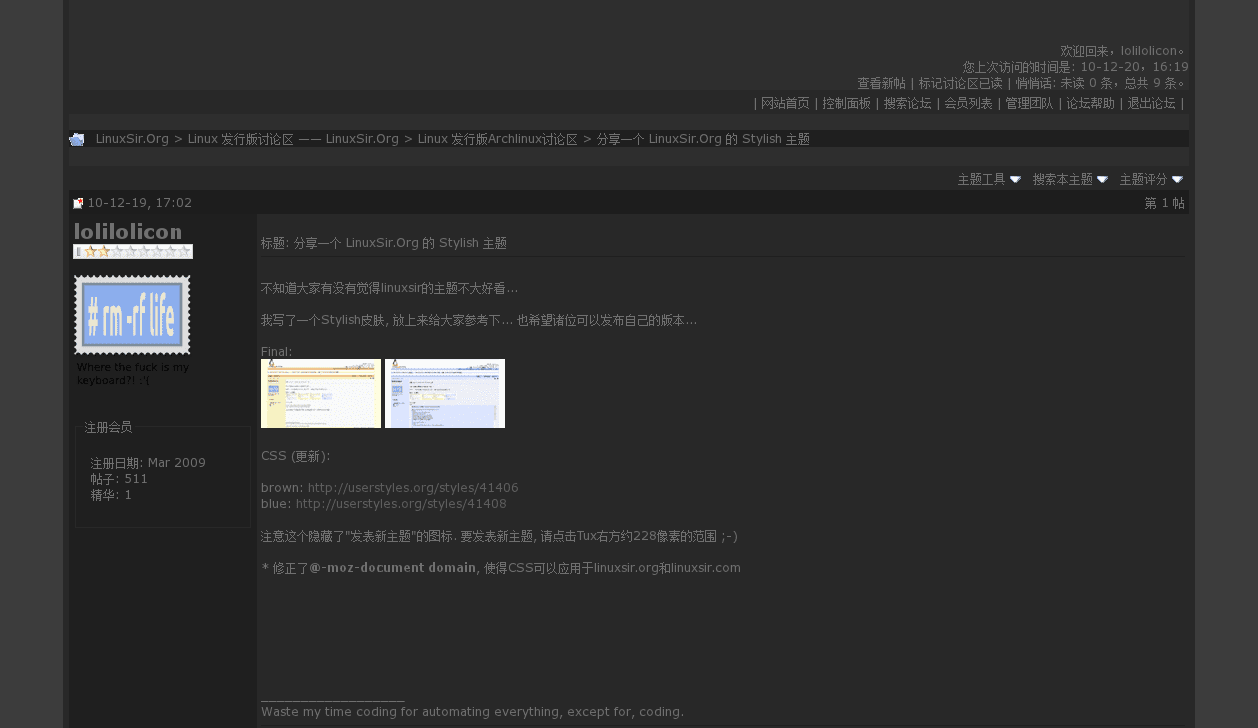 欢迎回来，lolilolicon。
您上次访问的时间是: 10-12-20，16:19
查看新帖 | 标记讨论区已读 | 悄悄话: 未读 0 条，总共 9 条。
| 网站首页 | 控制面板 | 搜索论坛 | 会员列表 | 管理团队 | 论坛帮助 | 退出论坛 |
LinuxSir.Org > Linux 发行版讨论区 —— LinuxSir.Org > Linux 发行版Archlinux讨论区 > 分享一个 LinuxSir.Org 的 Stylish 主题
主题工具 搜索本主题 主题评分
10-12-19, 17:02 第 1 帖
lolilolicon
# rm -rf life
Where the fuck is my
keyboard?! :'(
注册会员
注册日期: Mar 2009
帖子: 511
精华: 1
标题: 分享一个 LinuxSir.Org 的 Stylish 主题
不知道大家有没有觉得linuxsir的主题不大好看...
我写了一个Stylish皮肤, 放上来给大家参考下... 也希望诸位可以发布自己的版本...
Final:
CSS (更新):
brown: http://userstyles.org/styles/41406
blue: http://userstyles.org/styles/41408
注意这个隐藏了"发表新主题"的图标. 要发表新主题, 请点击Tux右方约228像素的范围 ;-)
* 修正了@-moz-document domain, 使得CSS可以应用于linuxsir.org和linuxsir.com
Waste my time coding for automating everything, except for, coding.